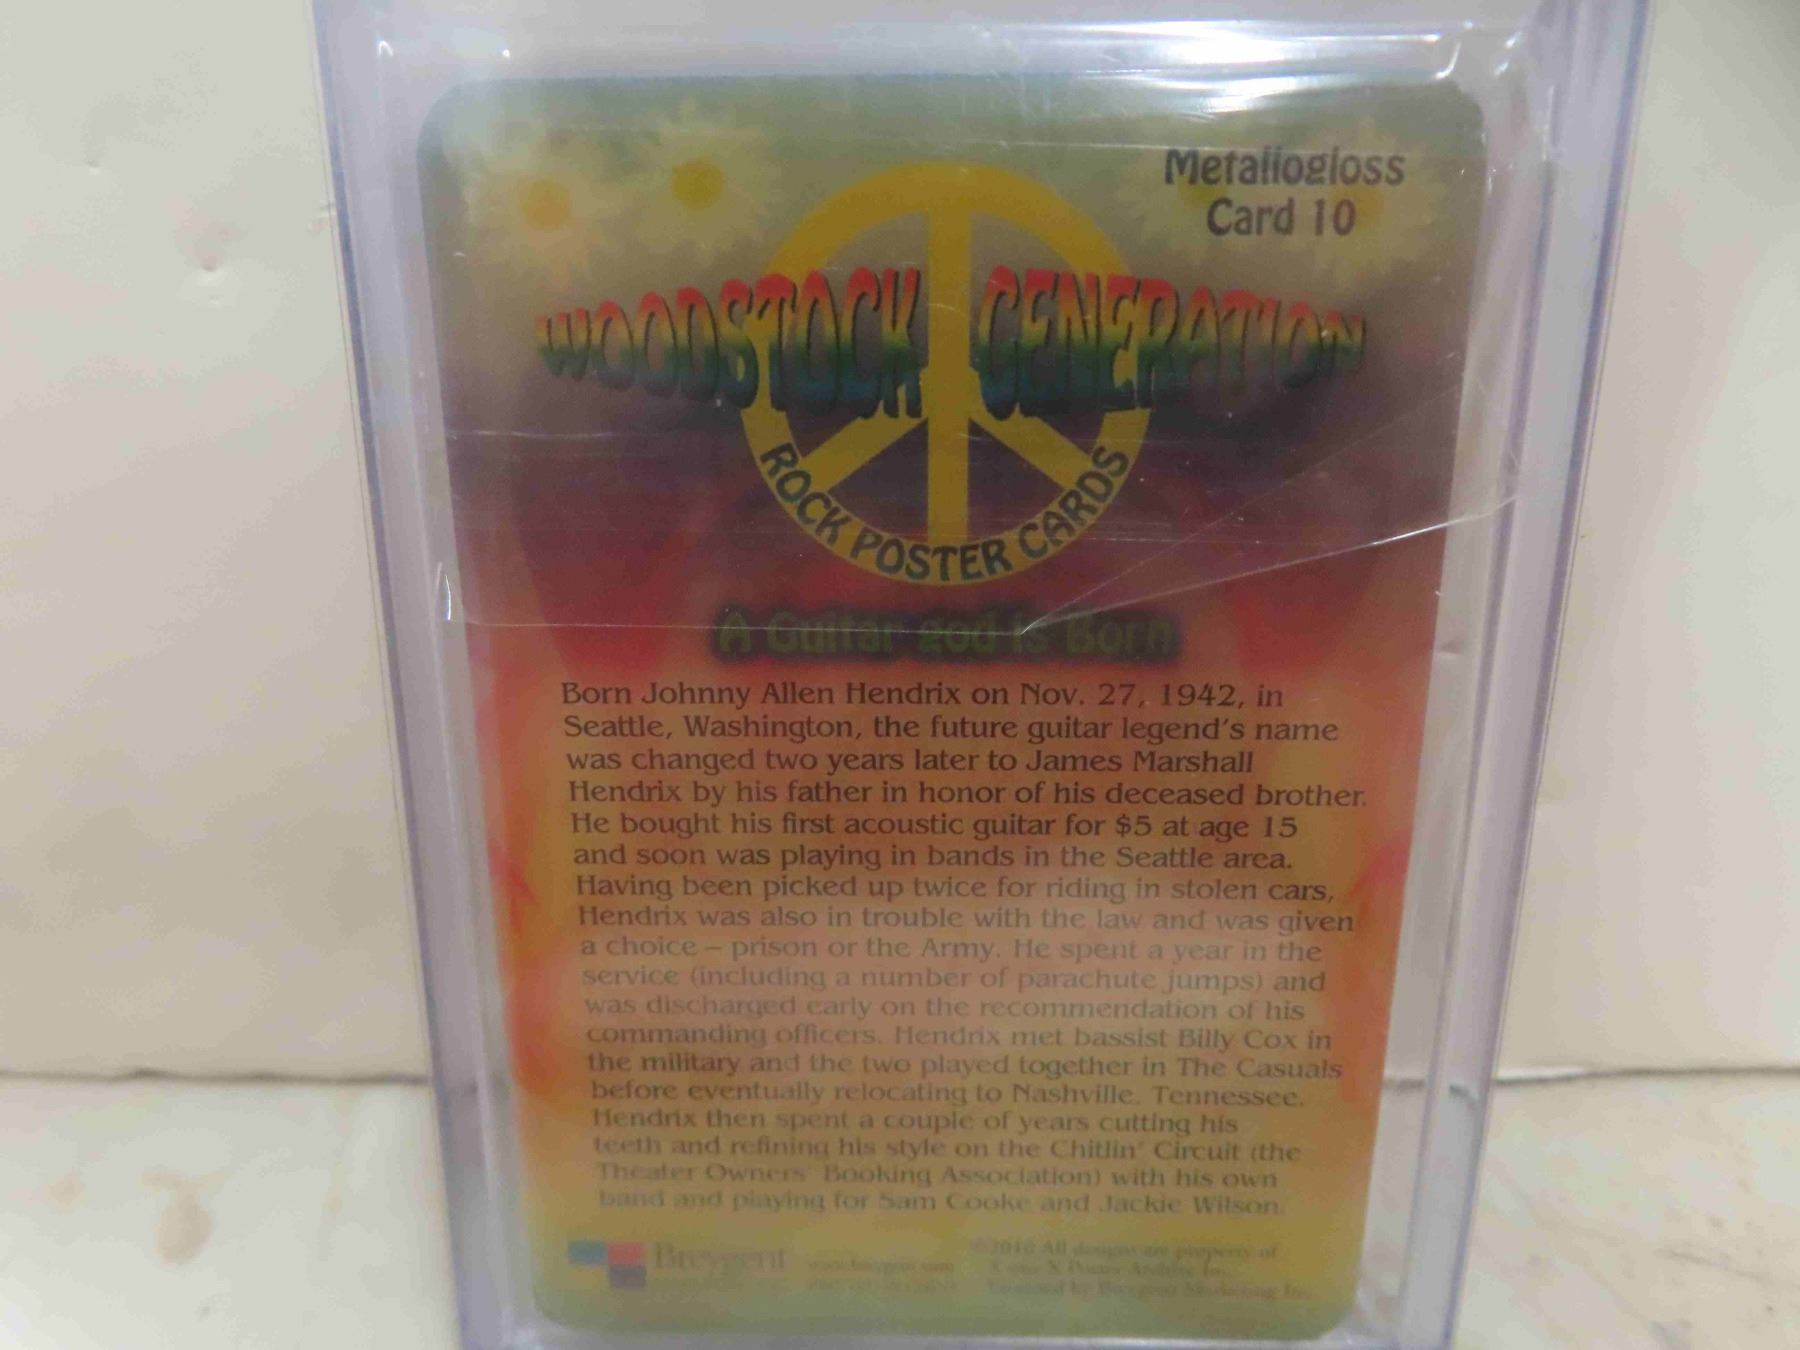 Metallogloss
Card 10
WOODSTOCK GENERATION
ROCK POSTER CARDS
A Guitar god is Born
Born Johnny Allen Hendrix on Nov. 27, 1942, in
Seattle, Washington, the future guitar legend's name
was changed two years later to James Marshall
Hendrix by his father in honor of his deceased brother.
He bought his first acoustic guitar for $5 at age 15
and soon was playing in bands in the Seattle area.
Having been picked up twice for riding in stolen cars,
Hendrix was also in trouble with the law and was given
a choice – prison or the Army. He spent a year in the
service (including a number of parachute jumps) and
was discharged early on the recommendation of his
commanding officers. Hendrix met bassist Billy Cox in
the military and the two played together in The Casuals
before eventually relocating to Nashville, Tennessee.
Hendrix then spent a couple of years cutting his
teeth and refining his style on the Chitlin' Circuit (the
Theater Owners' Booking Association) with his own
band and playing for Sam Cooke and Jackie Wilson.
Breygent
www.breygent.com
©2010 All designs are property of
Licensed by Breygent Marketing Inc.